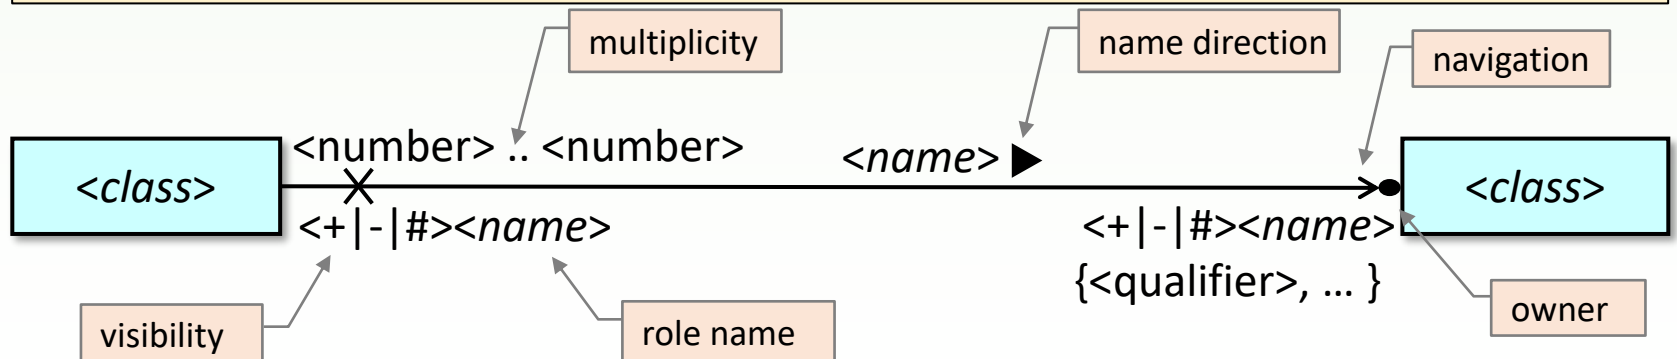 multiplicity
name direction
navigation
<number> .. <number>
<name> ▶
<class>
<class>
<+|-|#><name>
<+|-|#><name>
{<qualifier>, ... }
visibility
role name
owner